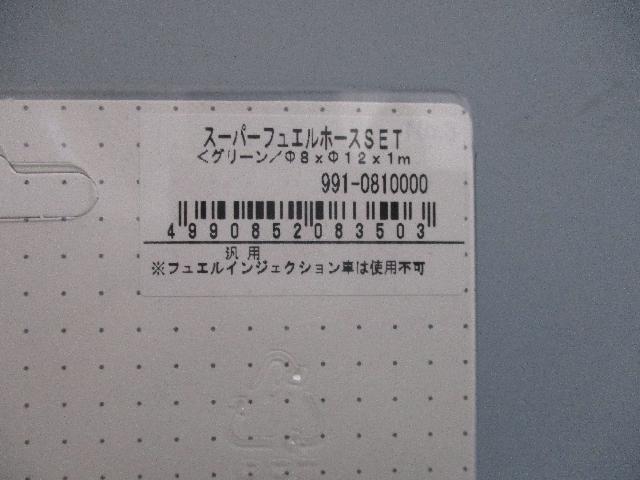 スーパーフュエルホースSET
<グリーン/Φ8xΦ12x1m
991-0810000
4990852083503
汎用
※フュエルインジェクション車は使用不可